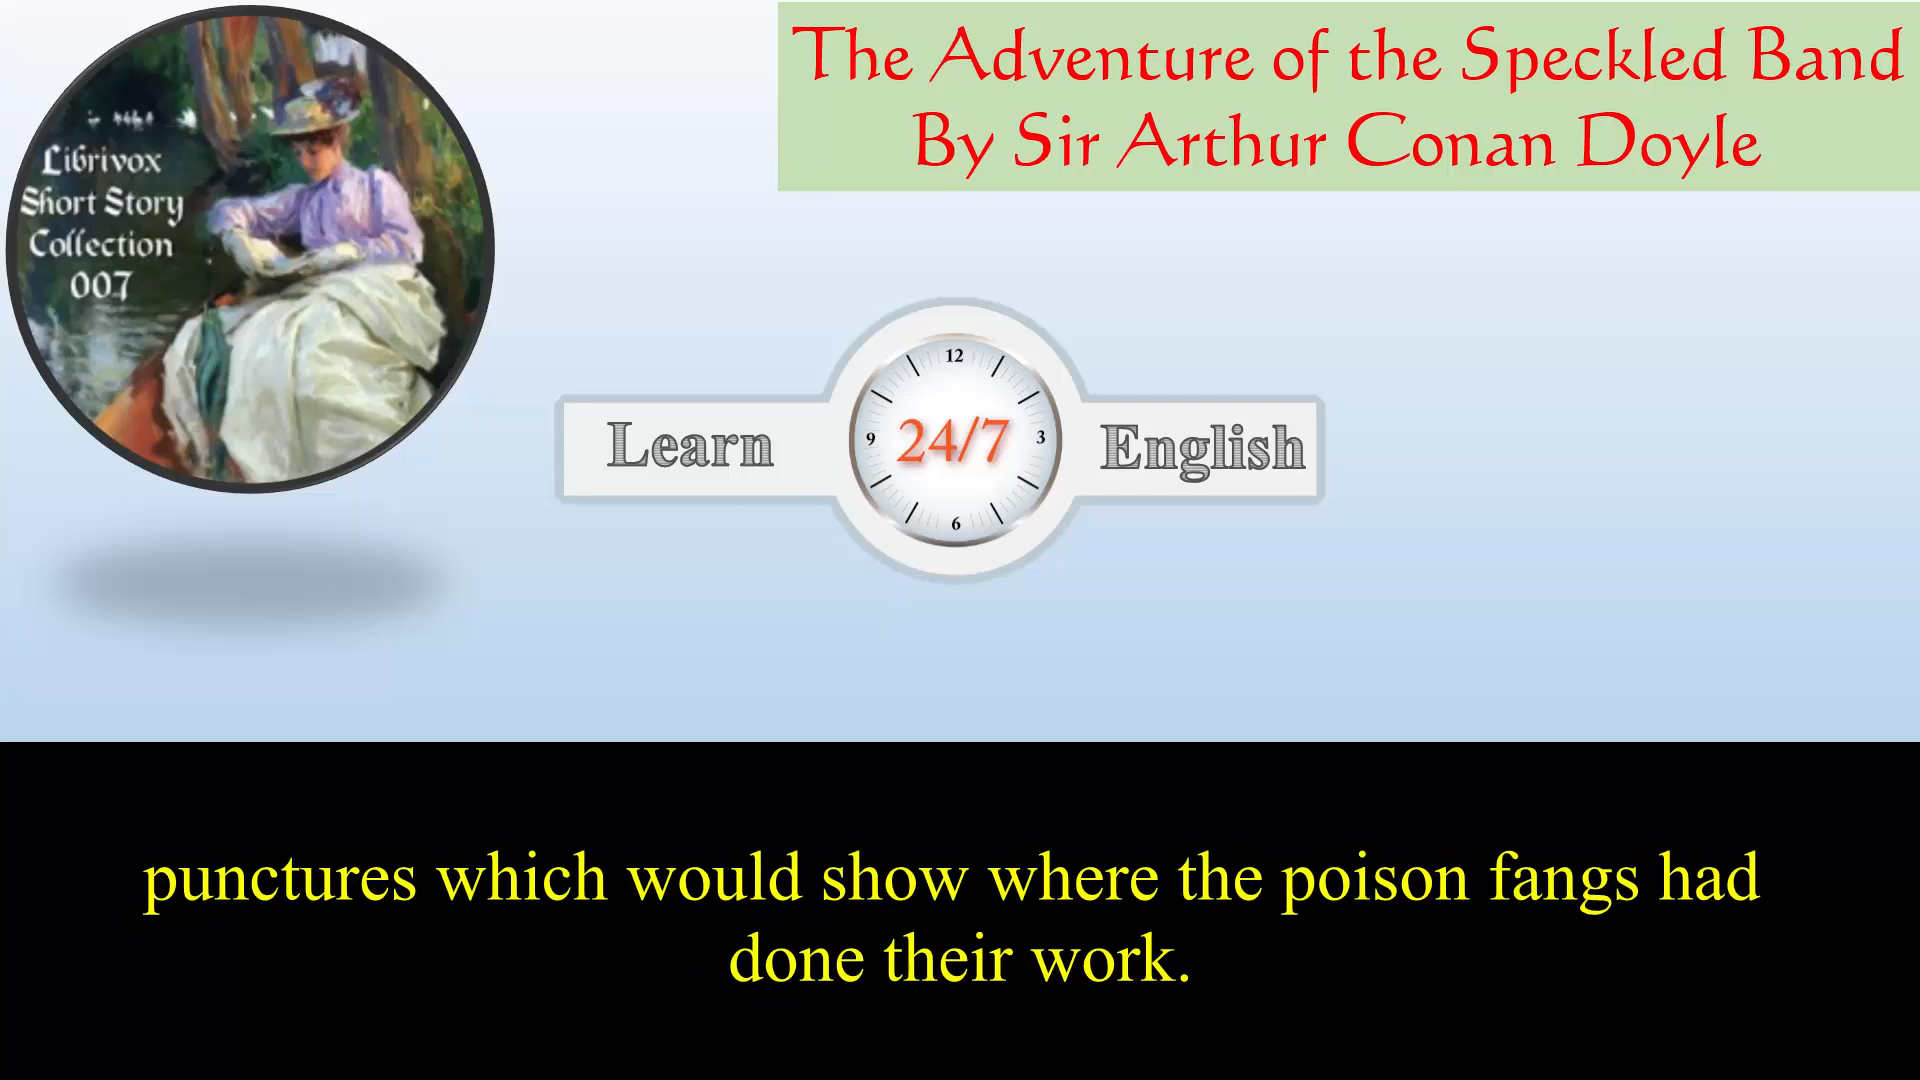 The Adventure of the Speckled Band
By Sir Arthur Conan Doyle
Librivox
Short Story
Collection
007
Learn
24/7
English
12
3
6
9
punctures which would show where the poison fangs had
done their work.